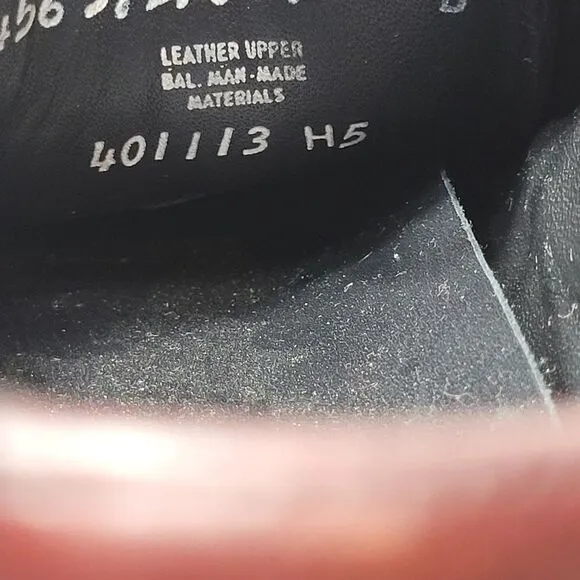 LEATHER UPPER
BAL. MAN-MADE
MATERIALS
401113 H5